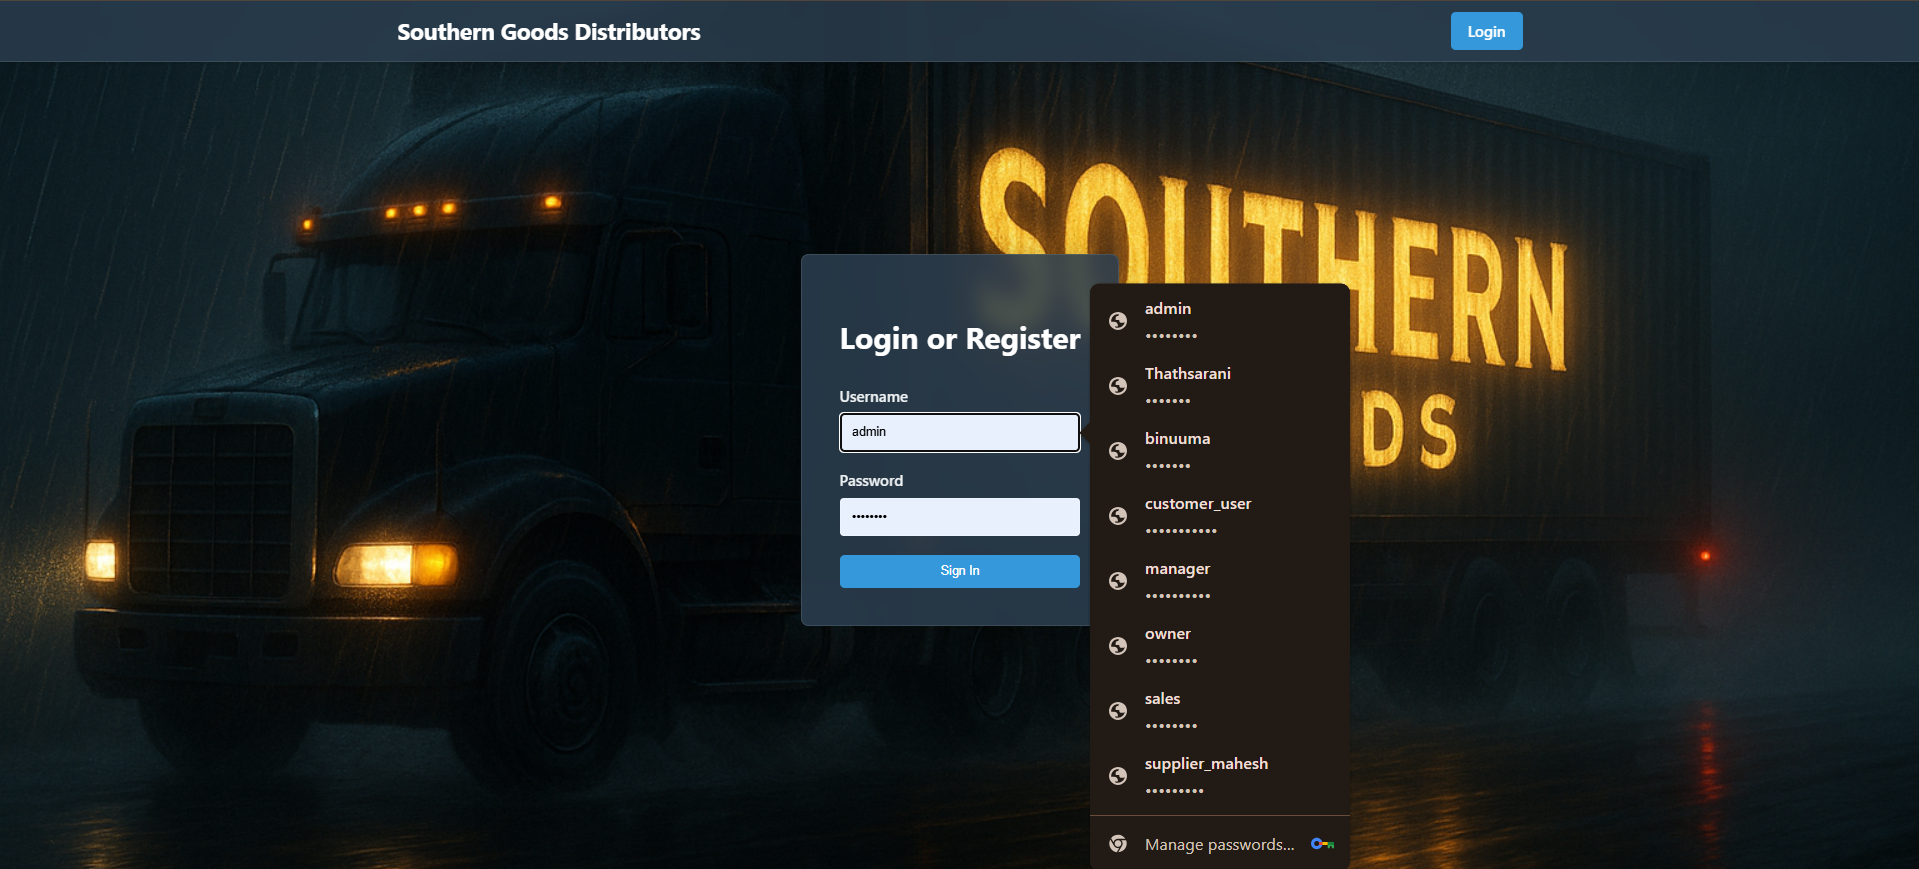 Southern Goods Distributors
Login
SOUTHERN
DS
Login or Register
Username
admin
Password
••••••••
Sign In
admin
••••••••
Thathsarani
•••••••
binuuma
•••••••
customer_user
•••••••••••
manager
••••••••••
owner
••••••••
sales
••••••••
supplier_mahesh
•••••••••
Manage passwords...